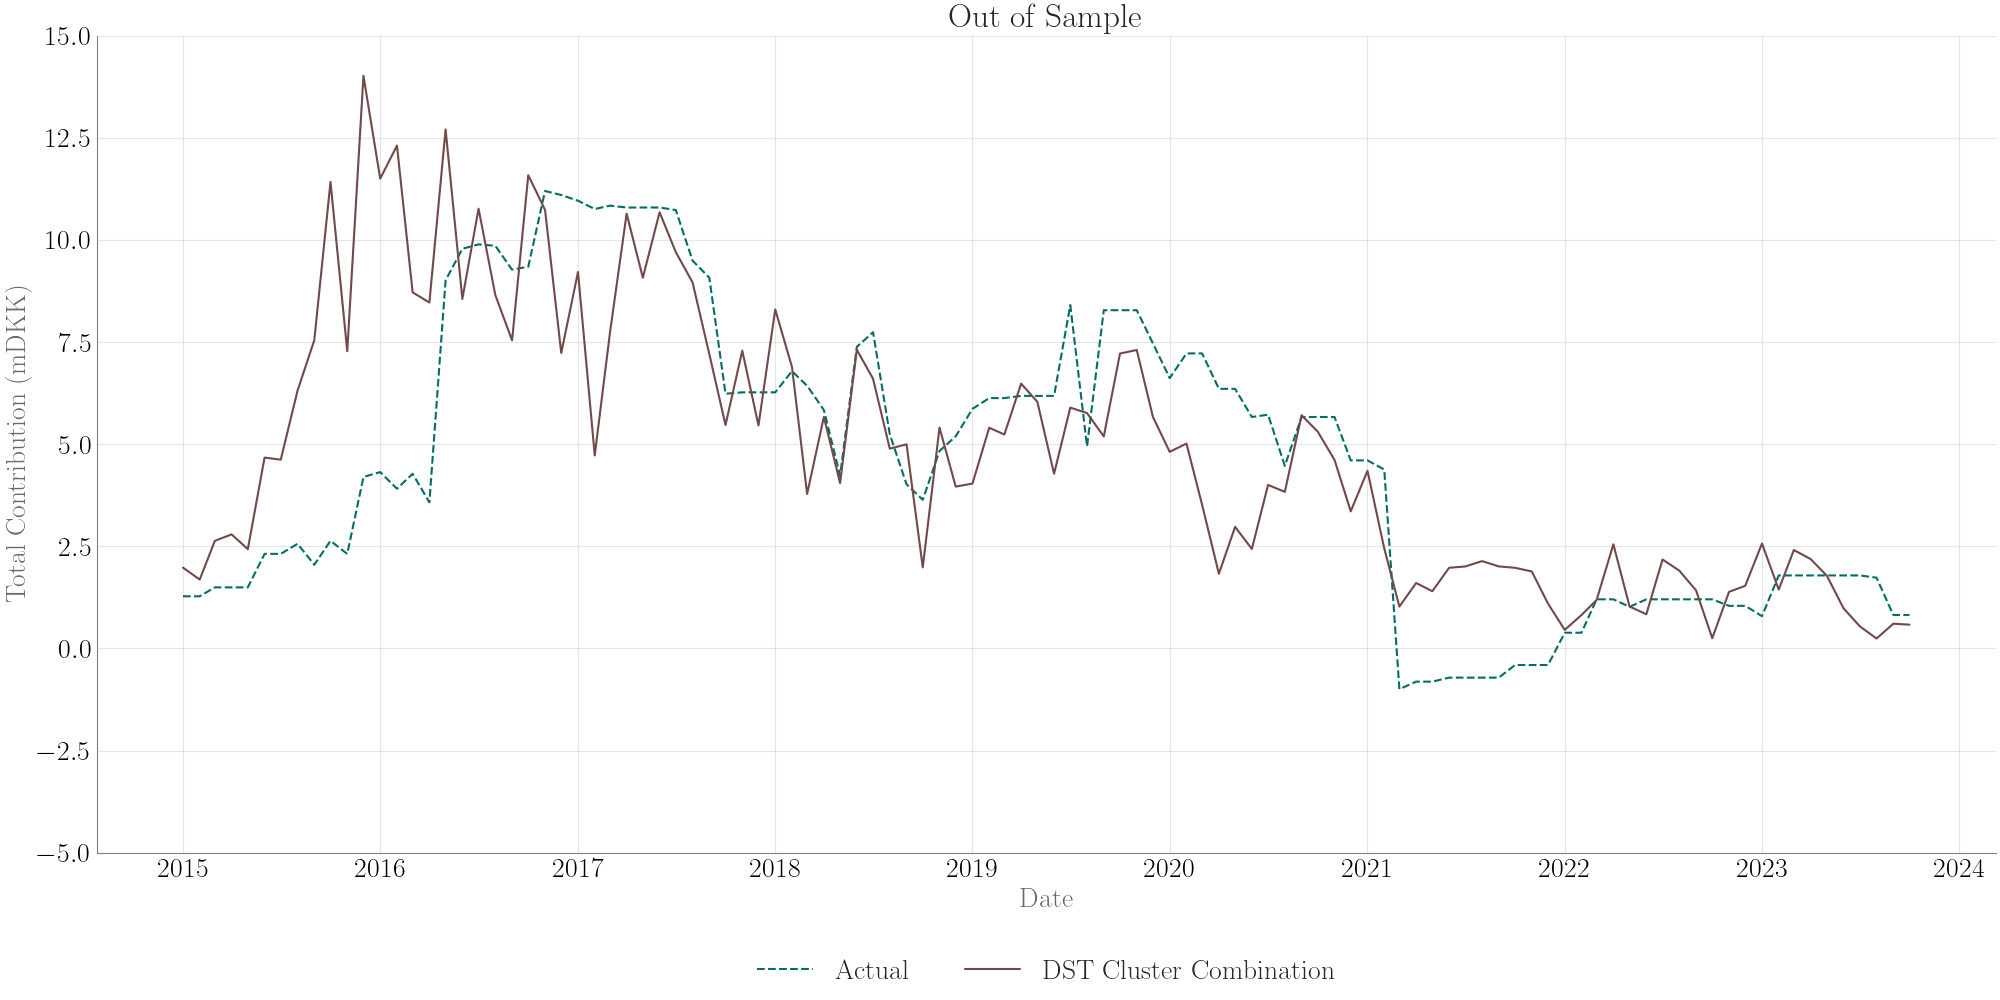 Out of Sample
15.0
12.5
10.0
7.5
5.0
2.5
0.0
−2.5
−5.0
Total Contribution (mDKK)
2015 2016 2017 2018 2019 2020 2021 2022 2023 2024
Date
Actual DST Cluster Combination